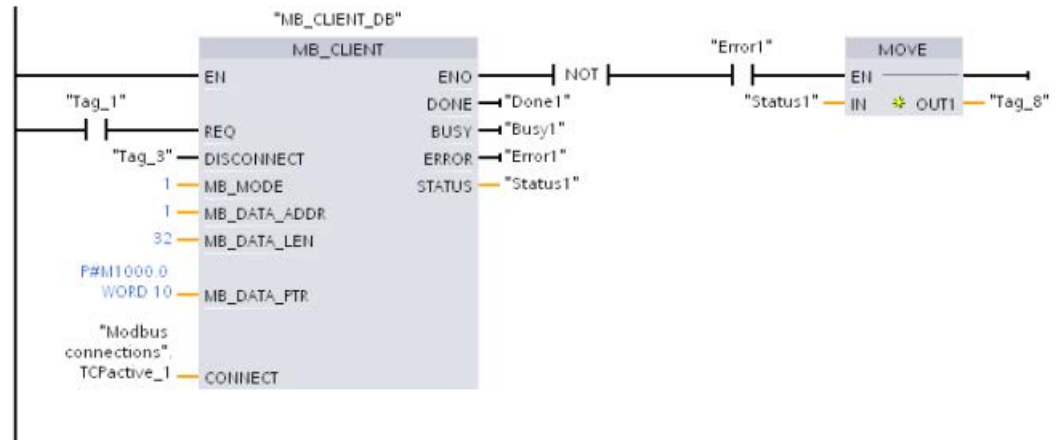 "MB_CLIENT_DB"
MB_CLIENT
"Error1"
MOVE
EN
ENO
NOT
EN
"Tag_1"
DONE
"Done1"
"Status1"
IN
OUT1
"Tag_8"
REQ
BUSY
"Busy1"
"Tag_3"
DISCONNECT
ERROR
"Error1"
1
MB_MODE
STATUS
"Status1"
1
MB_DATA_ADDR
32
MB_DATA_LEN
P#M1000.0
WORD 10
MB_DATA_PTR
"Modbus
connections".
TCPactive_1
CONNECT